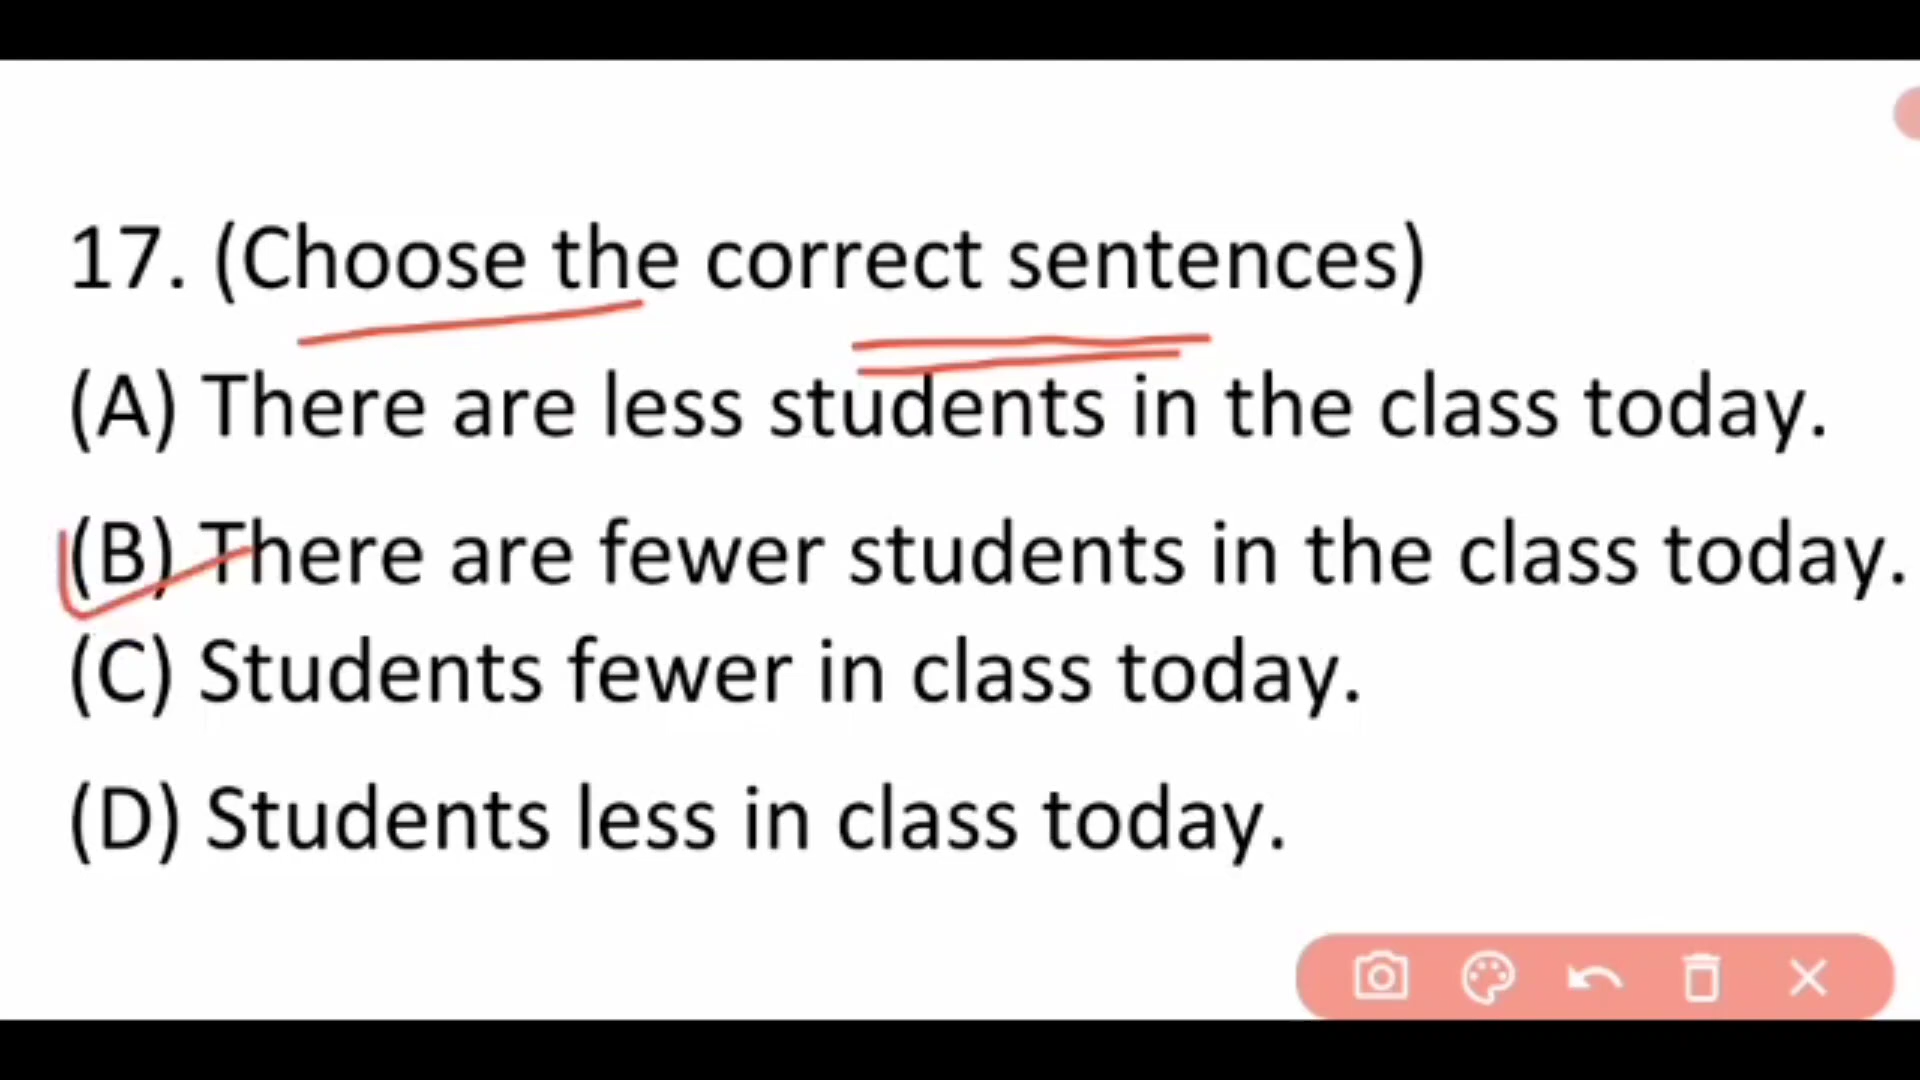 17. (Choose the correct sentences)
(A) There are less students in the class today.
(B) There are fewer students in the class today.
(C) Students fewer in class today.
(D) Students less in class today.